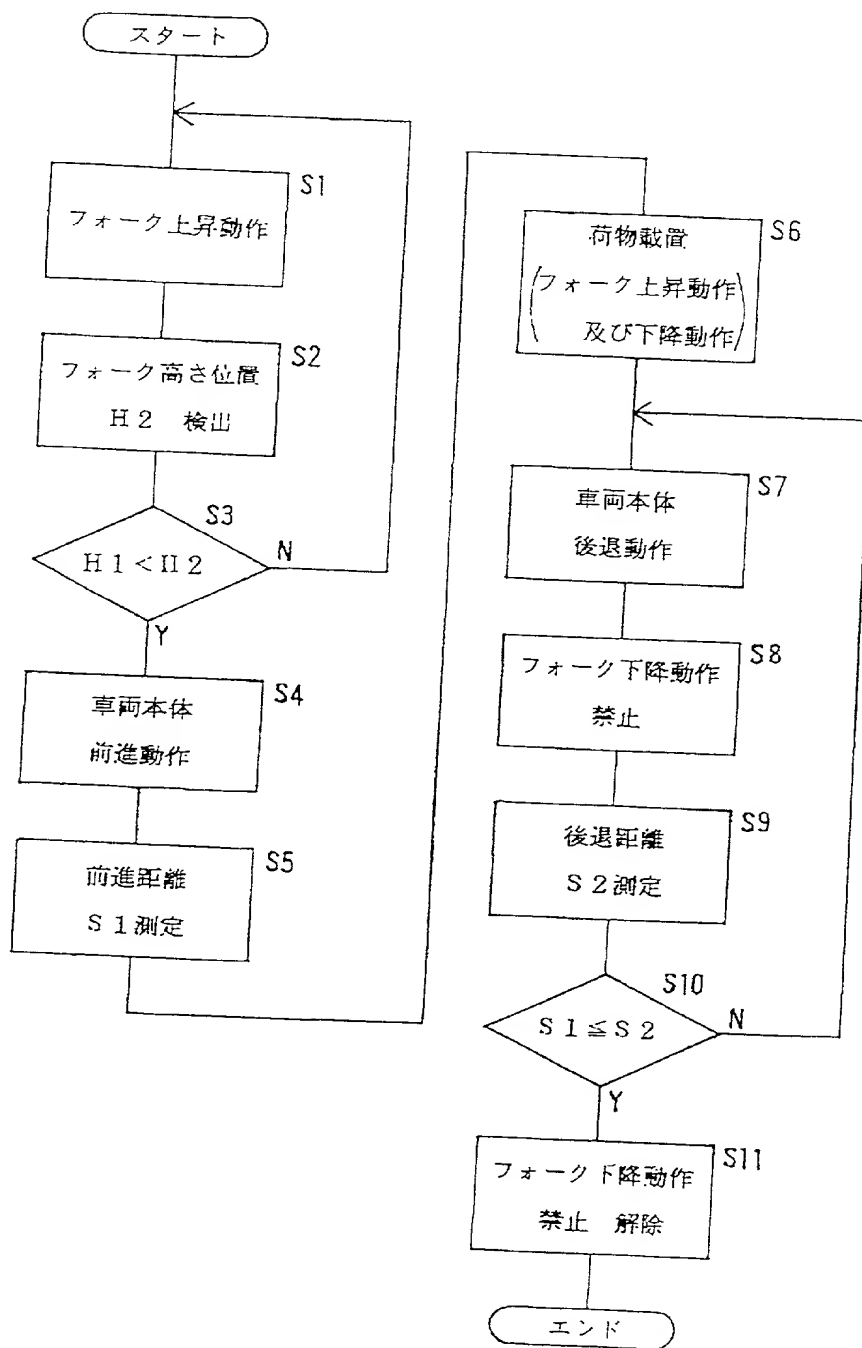 スタート
フォーク上昇動作
S1
フォーク高さ位置
H2 検出
S2
S3
H1<H2
N
Y
車両本体
前進動作
S4
前進距離
S1測定
S5
荷物載置
(フォーク上昇動作
及び下降動作)
S6
車両本体
後退動作
S7
フォーク下降動作
禁止
S8
後退距離
S2測定
S9
S10
S1≦S2
N
Y
フォーク下降動作
禁止 解除
S11
エンド